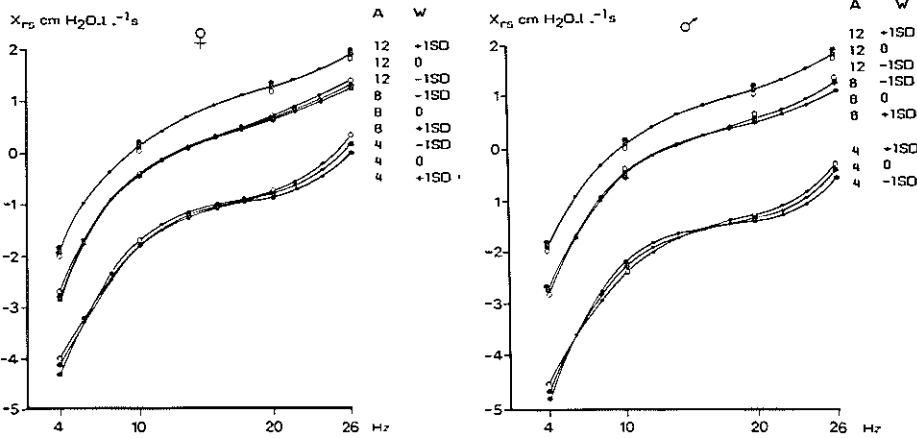 Xrs cm H2O.l.-1s
♀
A W
12 +1SD
12 0
12 -1SD
8 -1SD
8 0
8 +1SD
4 -1SD
4 0
4 +1SD
2
1
0
-1
-2
-3
-4
-5
4 10 20 26 Hz
Xrs cm H2O.l.-1s
♂
A W
12 +1SD
12 0
12 -1SD
8 -1SD
8 0
8 +1SD
4 +1SD
4 0
4 -1SD
2
1
0
-1
-2
-3
-4
-5
4 10 20 26 Hz